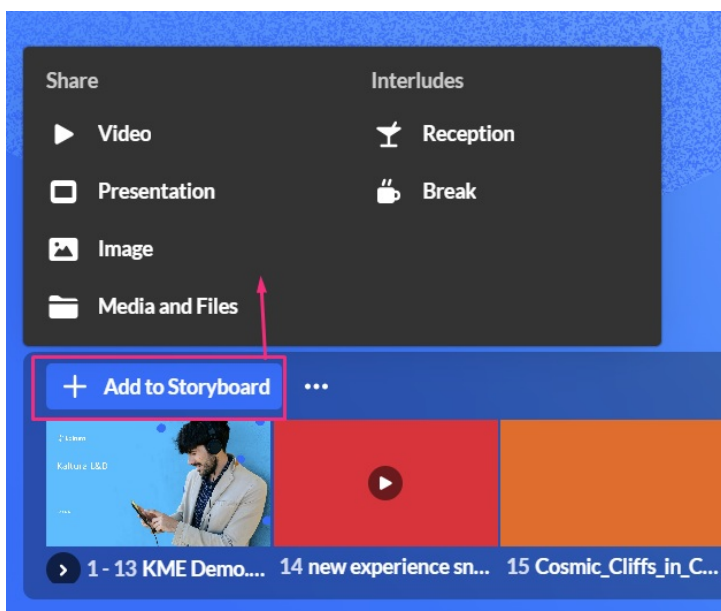 Share
Video
Presentation
Image
Media and Files
Interludes
Reception
Break
Add to Storyboard
Kaltura L&D
1 - 13 KME Demo....
14 new experience sn...
15 Cosmic_Cliffs_in_C...